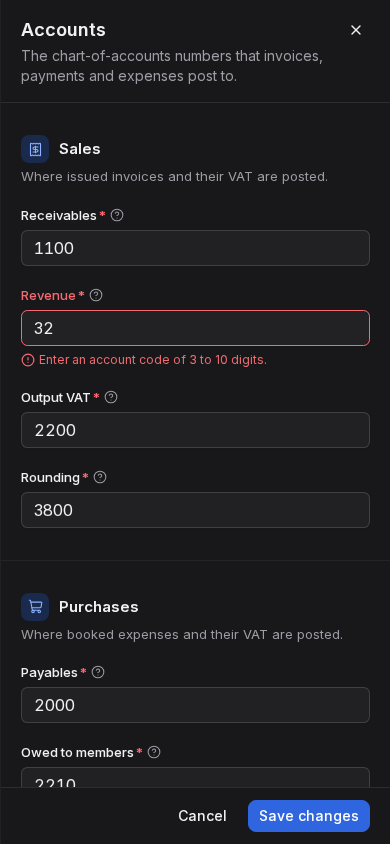 Accounts
The chart-of-accounts numbers that invoices,
payments and expenses post to.
Sales
Where issued invoices and their VAT are posted.
Receivables *
1100
Revenue *
32
Enter an account code of 3 to 10 digits.
Output VAT *
2200
Rounding *
3800
Purchases
Where booked expenses and their VAT are posted.
Payables *
2000
Owed to members *
2210
Cancel Save changes